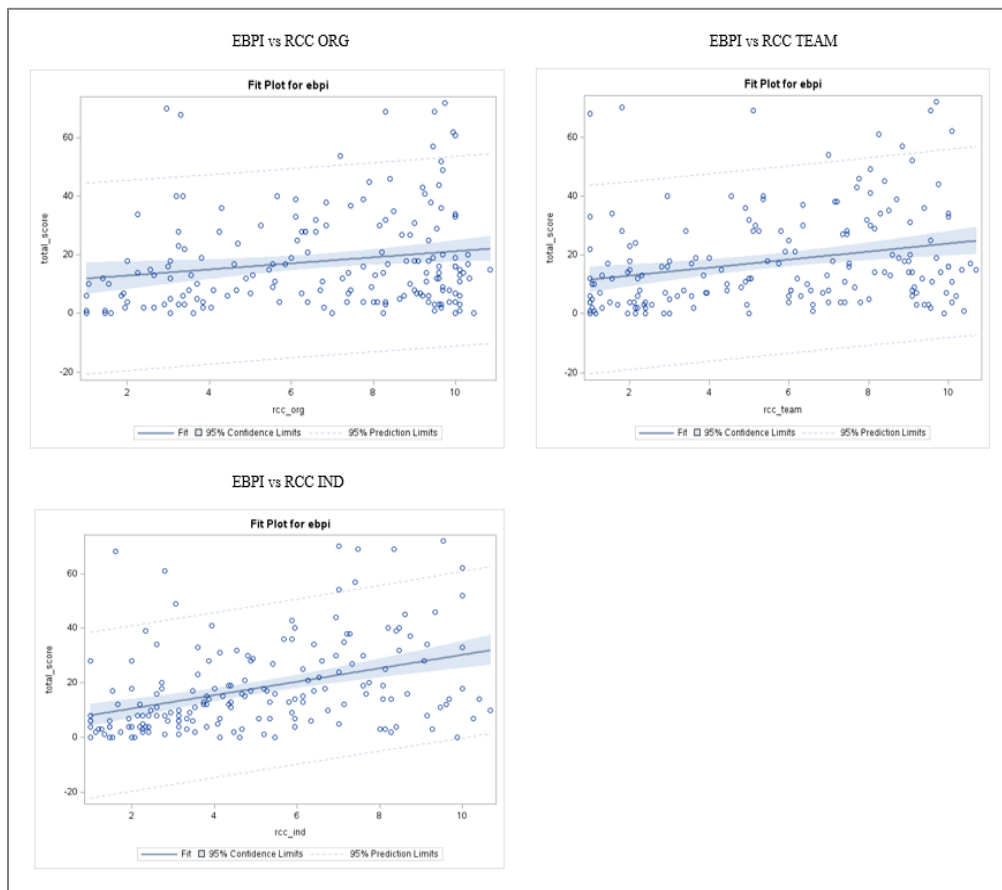 EBPI vs RCC ORG
EBPI vs RCC TEAM
Fit Plot for ebpi
60
40
20
0
-20
total_score
2 4 6 8 10
rcc_org
Fit 95% Confidence Limits 95% Prediction Limits
Fit Plot for ebpi
60
40
20
0
-20
total_score
2 4 6 8 10
rcc_team
Fit 95% Confidence Limits 95% Prediction Limits
EBPI vs RCC IND
Fit Plot for ebpi
60
40
20
0
-20
total_score
2 4 6 8 10
rcc_ind
Fit 95% Confidence Limits 95% Prediction Limits